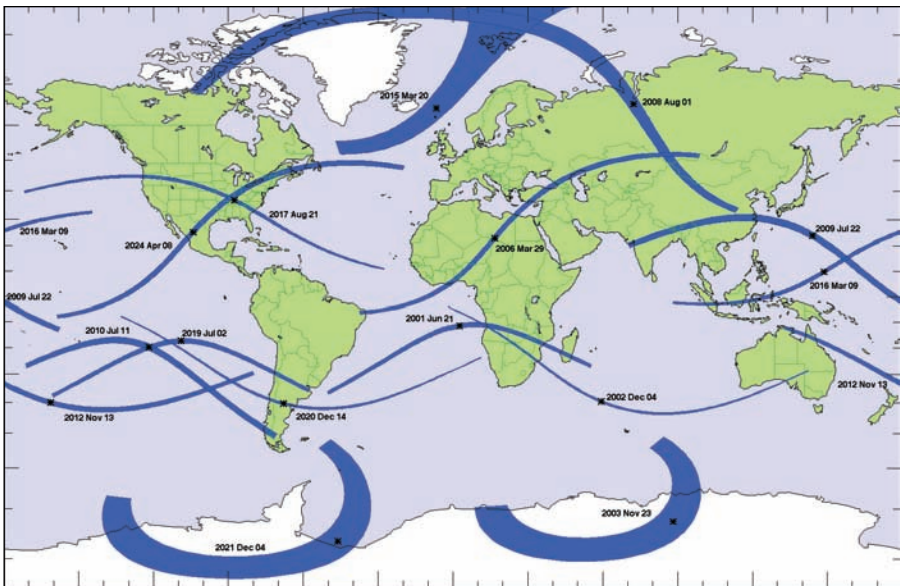 2015 Mar 20
2008 Aug 01
2017 Aug 21
2016 Mar 09
2024 Apr 08
2006 Mar 29
2009 Jul 22
2016 Mar 09
2009 Jul 22
2010 Jul 11
2019 Jul 02
2001 Jun 21
2012 Nov 13
2020 Dec 14
2002 Dec 04
2012 Nov 13
2003 Nov 23
2021 Dec 04